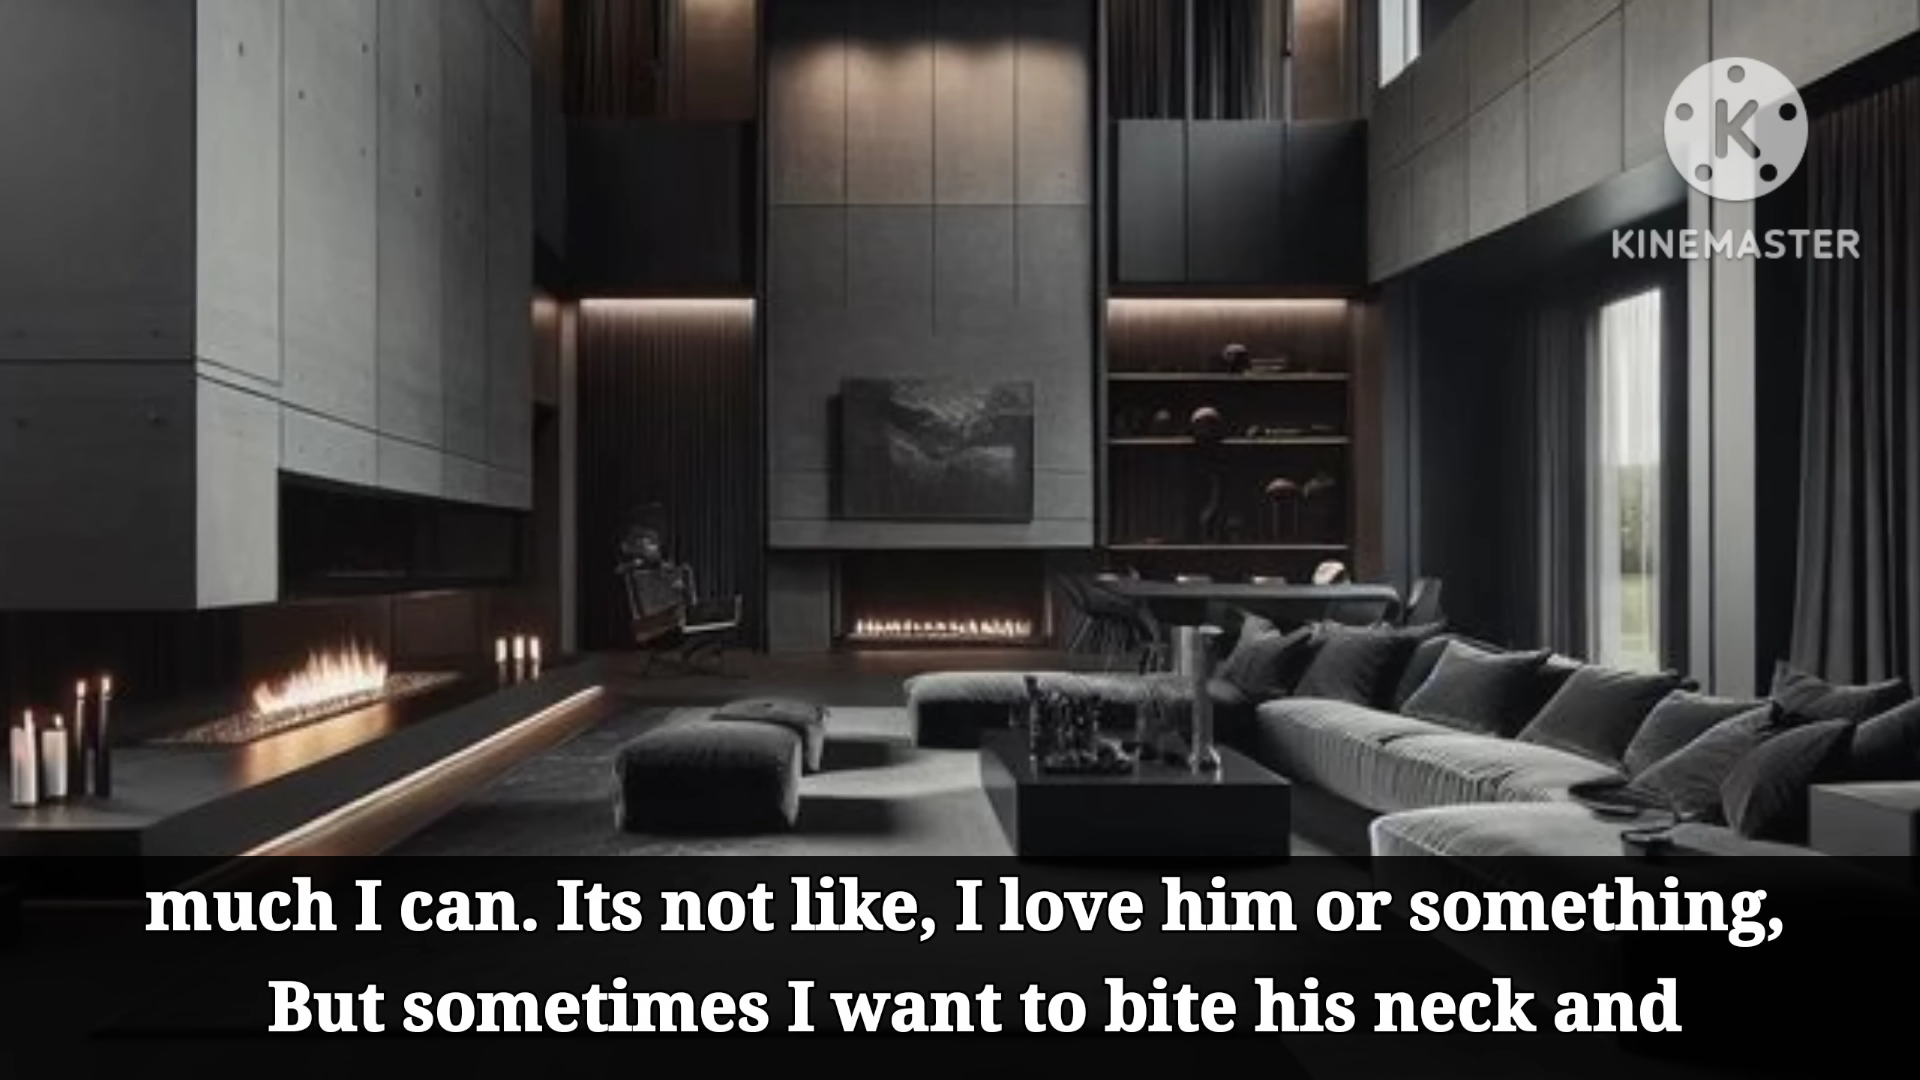 K
KINEMASTER
much I can. Its not like, I love him or something,
But sometimes I want to bite his neck and